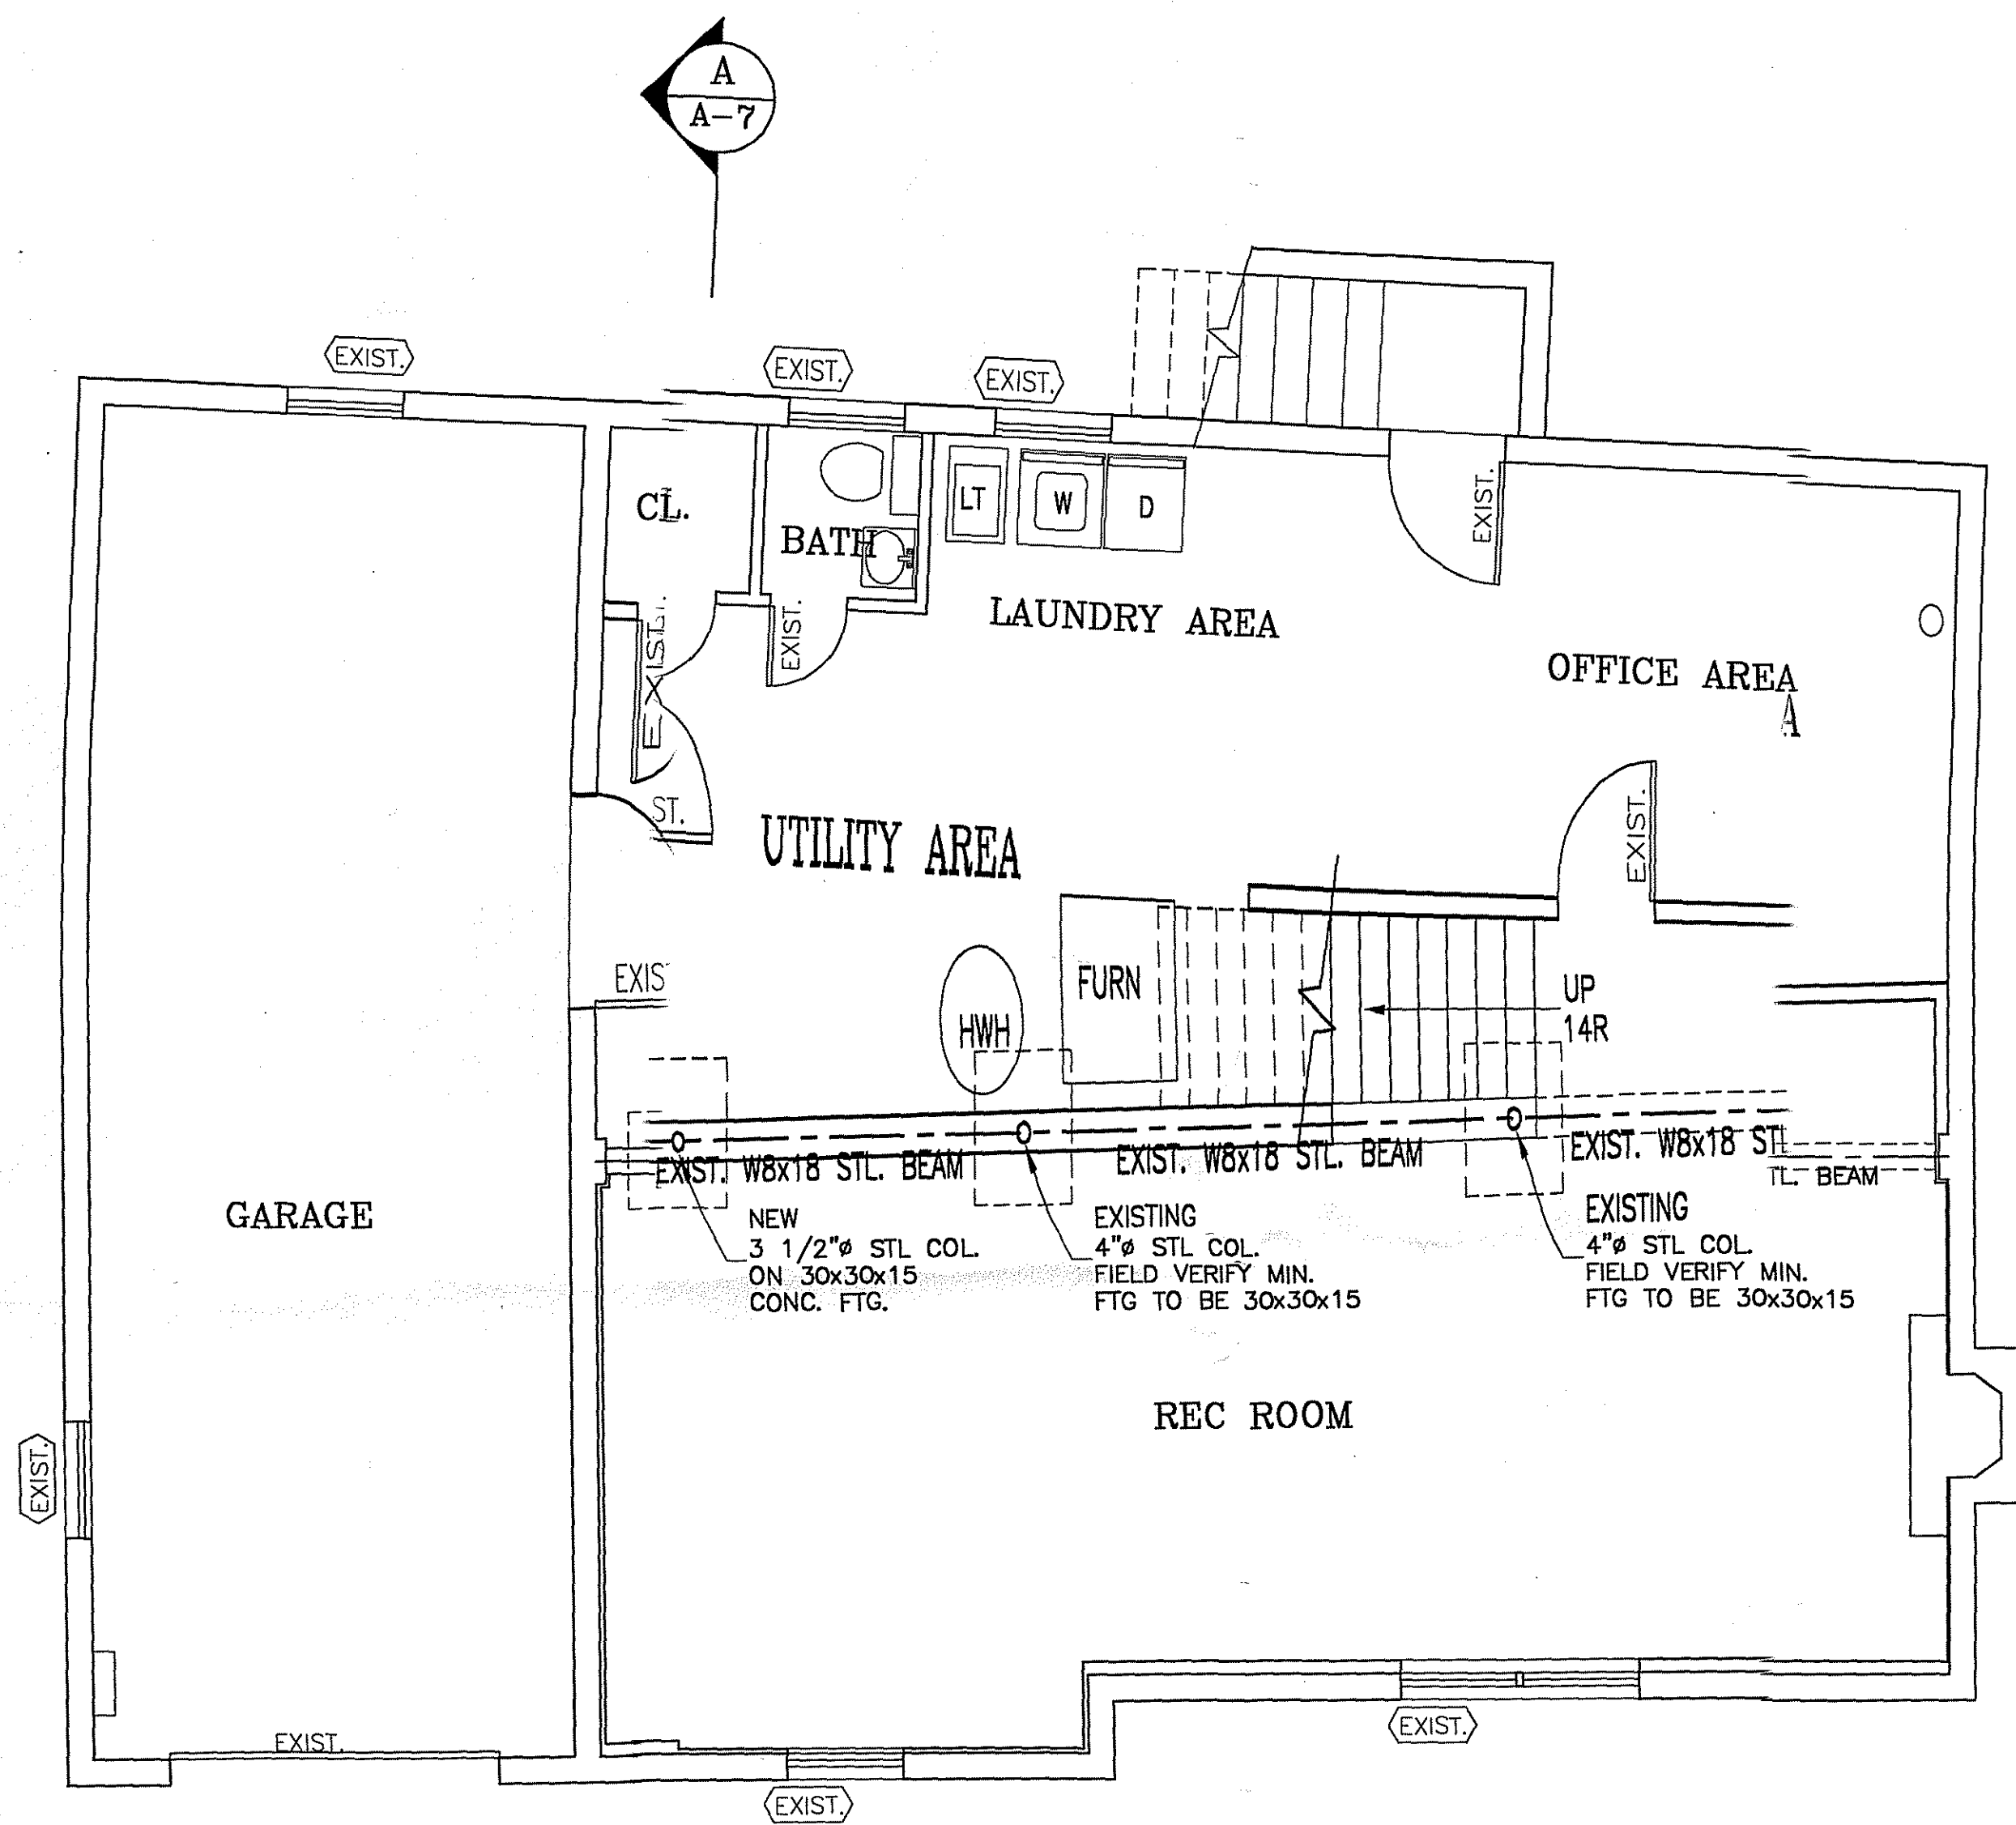 A
A-7
EXIST.
EXIST.
EXIST.
CL.
BATH
LT
W
D
EXIST.
LAUNDRY AREA
EXIST.
EXIST.
OFFICE AREA
A
ST.
UTILITY AREA
EXIST.
EXIS
FURN
HWH
UP
14R
EXIST. W8x18 STL. BEAM
EXIST. W8x18 STL. BEAM
EXIST. W8x18 STL
TL. BEAM
GARAGE
NEW
3 1/2"ø STL COL.
ON 30x30x15
CONC. FTG.
EXISTING
4"ø STL COL.
FIELD VERIFY MIN.
FTG TO BE 30x30x15
EXISTING
4"ø STL COL.
FIELD VERIFY MIN.
FTG TO BE 30x30x15
REC ROOM
EXIST.
EXIST.
EXIST.
EXIST.